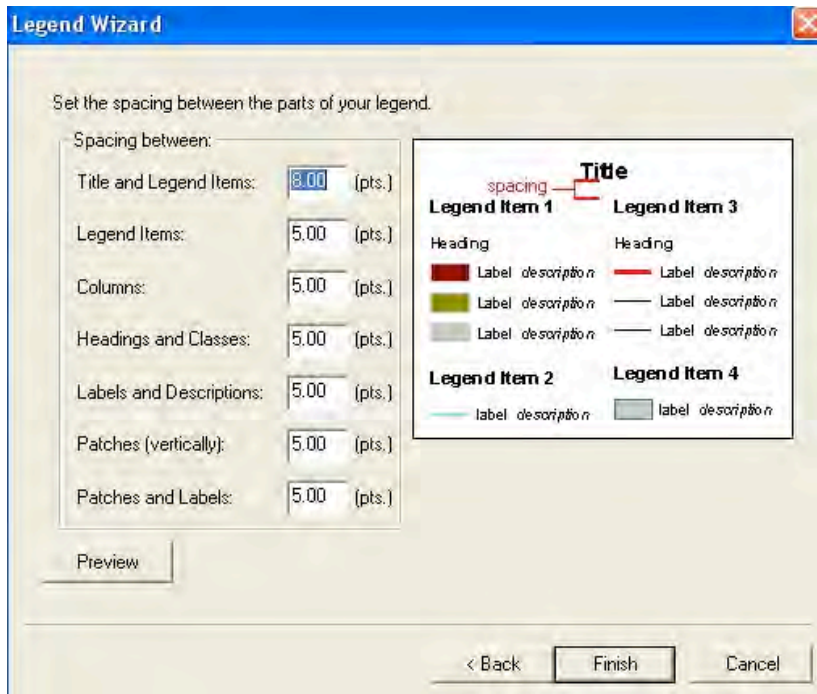 Legend Wizard
Set the spacing between the parts of your legend.
Spacing between:
Title and Legend Items: 8.00 (pts.)
Legend Items: 5.00 (pts.)
Columns: 5.00 (pts.)
Headings and Classes: 5.00 (pts.)
Labels and Descriptions: 5.00 (pts.)
Patches (vertically): 5.00 (pts.)
Patches and Labels: 5.00 (pts.)
Title
spacing
Legend Item 1 Legend Item 3
Heading Heading
Label description Label description
Label description Label description
Label description Label description
Legend Item 2 Legend Item 4
label description label description
Preview
< Back Finish Cancel